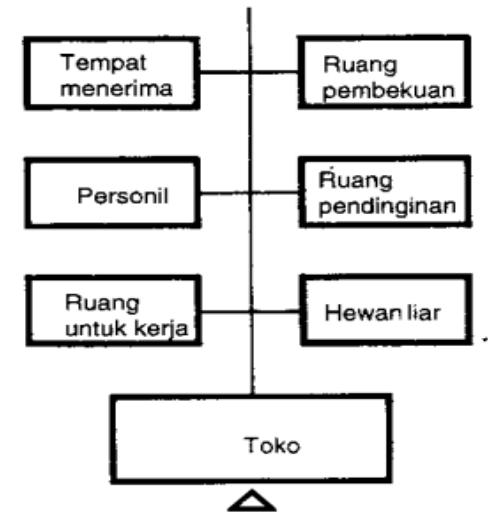 Tempat
menerima
Ruang
pembekuan
Personil
Ruang
pendinginan
Ruang
untuk kerja
Hewan liar
Toko